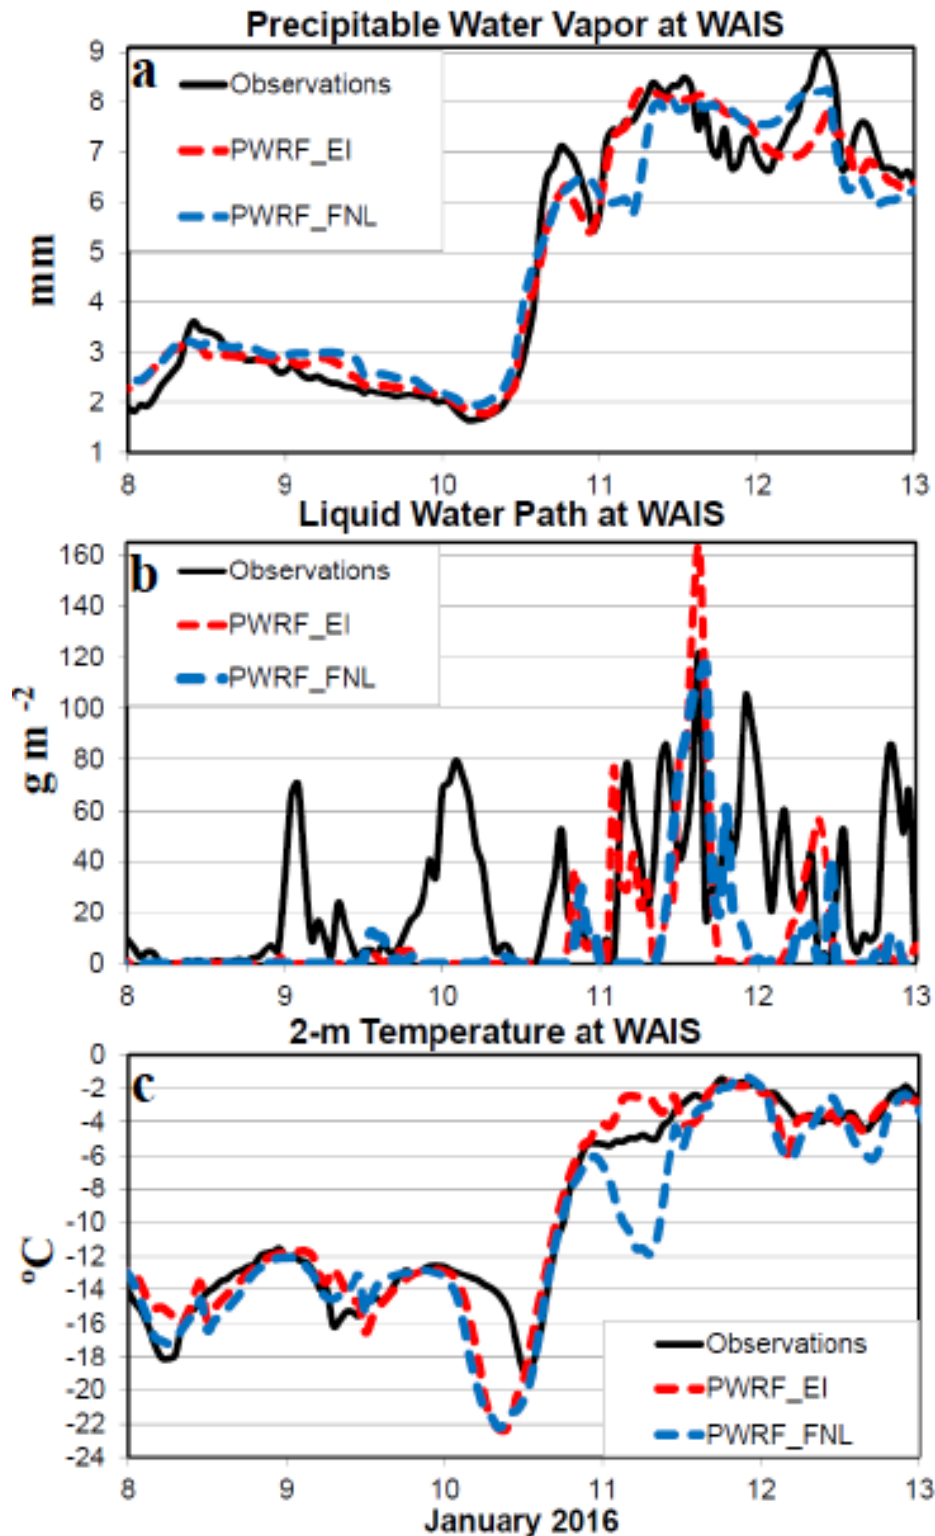 Precipitable Water Vapor at WAIS
a
Observations
PWRF_EI
PWRF_FNL
mm
9
8
7
6
5
4
3
2
1
8 9 10 11 12 13
Liquid Water Path at WAIS
b
Observations
PWRF_EI
PWRF_FNL
g m -2
160
140
120
100
80
60
40
20
0
8 9 10 11 12 13
2-m Temperature at WAIS
c
ºC
0
-2
-4
-6
-8
-10
-12
-14
-16
-18
-20
-22
-24
Observations
PWRF_EI
PWRF_FNL
8 9 10 11 12 13
January 2016